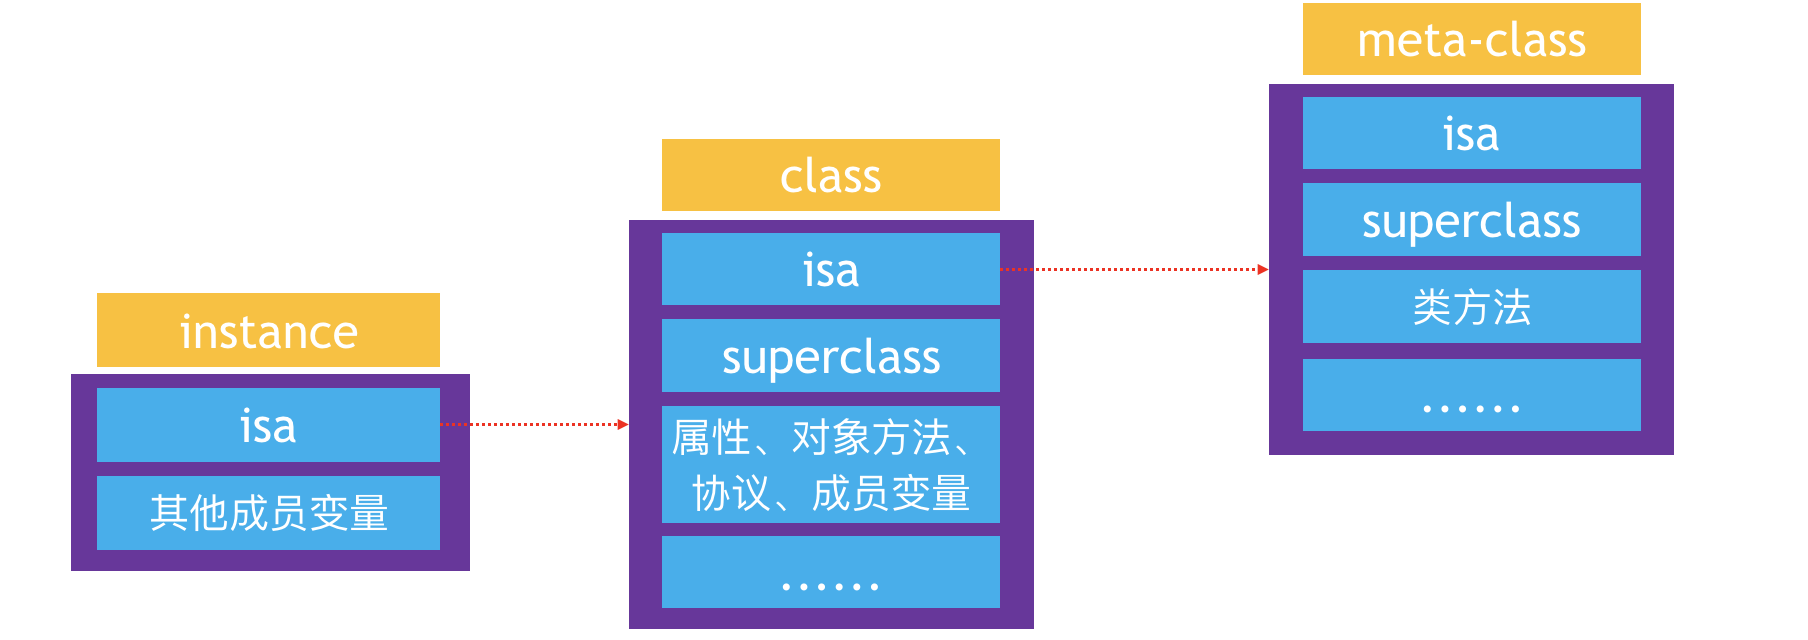 instance
isa
其他成员变量
class
isa
superclass
属性、对象方法、
协议、成员变量
......
meta-class
isa
superclass
类方法
......